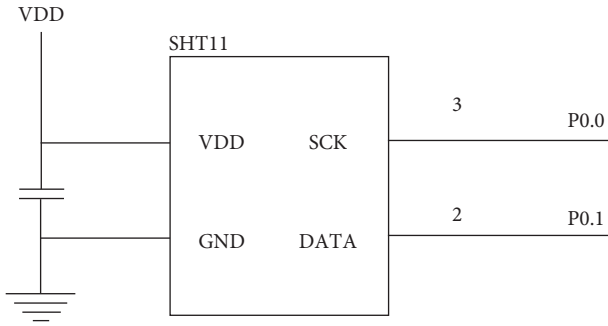 VDD
SHT11
3
P0.0
VDD
SCK
2
P0.1
GND
DATA